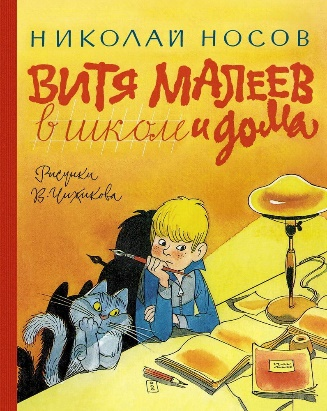 НИКОЛАЙ НОСОВ
ВИТЯ МАЛЕЕВ
в школе и дома
Рисунки
В. Чижикова